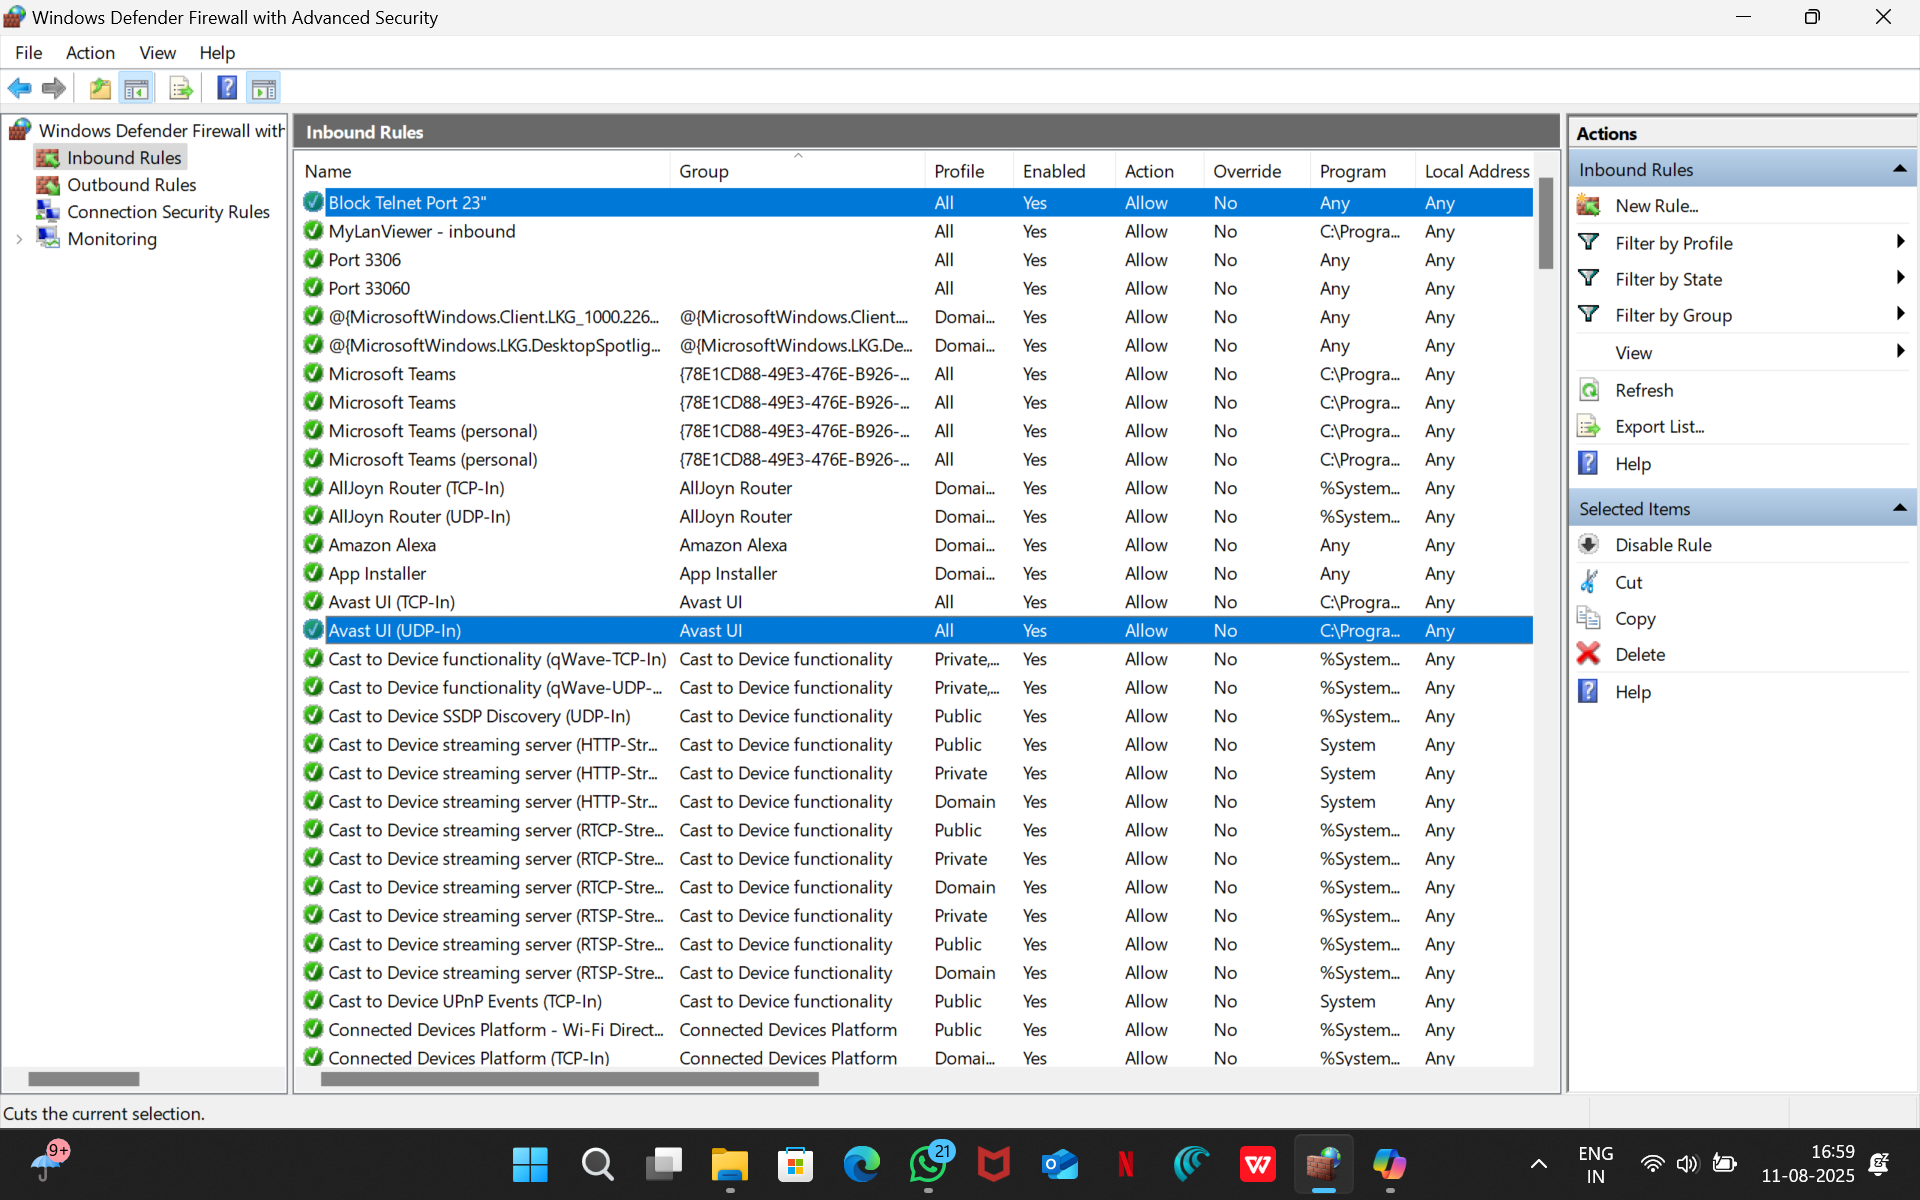 Windows Defender Firewall with Advanced Security
File Action View Help
Windows Defender Firewall with
Inbound Rules
Outbound Rules
Connection Security Rules
Monitoring
Inbound Rules
Name Group Profile Enabled Action Override Program Local Address
Block Telnet Port 23" All Yes Allow No Any Any
MyLanViewer - inbound All Yes Allow No C:\Progra... Any
Port 3306 All Yes Allow No Any Any
Port 33060 All Yes Allow No Any Any
@{MicrosoftWindows.Client.LKG_1000.226... @{MicrosoftWindows.Client.... Domai... Yes Allow No Any Any
@{MicrosoftWindows.LKG.DesktopSpotlig... @{MicrosoftWindows.LKG.De... Domai... Yes Allow No Any Any
Microsoft Teams {78E1CD88-49E3-476E-B926-... All Yes Allow No C:\Progra... Any
Microsoft Teams {78E1CD88-49E3-476E-B926-... All Yes Allow No C:\Progra... Any
Microsoft Teams (personal) {78E1CD88-49E3-476E-B926-... All Yes Allow No C:\Progra... Any
Microsoft Teams (personal) {78E1CD88-49E3-476E-B926-... All Yes Allow No C:\Progra... Any
AllJoyn Router (TCP-In) AllJoyn Router Domai... Yes Allow No %System... Any
AllJoyn Router (UDP-In) AllJoyn Router Domai... Yes Allow No %System... Any
Amazon Alexa Amazon Alexa Domai... Yes Allow No Any Any
App Installer App Installer Domai... Yes Allow No Any Any
Avast UI (TCP-In) Avast UI All Yes Allow No C:\Progra... Any
Avast UI (UDP-In) Avast UI All Yes Allow No C:\Progra... Any
Cast to Device functionality (qWave-TCP-In) Cast to Device functionality Private,... Yes Allow No %System... Any
Cast to Device functionality (qWave-UDP-... Cast to Device functionality Private,... Yes Allow No %System... Any
Cast to Device SSDP Discovery (UDP-In) Cast to Device functionality Public Yes Allow No %System... Any
Cast to Device streaming server (HTTP-Str... Cast to Device functionality Public Yes Allow No System Any
Cast to Device streaming server (HTTP-Str... Cast to Device functionality Private Yes Allow No System Any
Cast to Device streaming server (HTTP-Str... Cast to Device functionality Domain Yes Allow No System Any
Cast to Device streaming server (RTCP-Stre... Cast to Device functionality Public Yes Allow No %System... Any
Cast to Device streaming server (RTCP-Stre... Cast to Device functionality Private Yes Allow No %System... Any
Cast to Device streaming server (RTCP-Stre... Cast to Device functionality Domain Yes Allow No %System... Any
Cast to Device streaming server (RTSP-Stre... Cast to Device functionality Private Yes Allow No %System... Any
Cast to Device streaming server (RTSP-Stre... Cast to Device functionality Public Yes Allow No %System... Any
Cast to Device streaming server (RTSP-Stre... Cast to Device functionality Domain Yes Allow No %System... Any
Cast to Device UPnP Events (TCP-In) Cast to Device functionality Public Yes Allow No System Any
Connected Devices Platform - Wi-Fi Direct... Connected Devices Platform Public Yes Allow No %System... Any
Connected Devices Platform (TCP-In) Connected Devices Platform Domai... Yes Allow No %System... Any
Actions
Inbound Rules
New Rule...
Filter by Profile
Filter by State
Filter by Group
View
Refresh
Export List...
Help
Selected Items
Disable Rule
Cut
Copy
Delete
Help
Cuts the current selection.
9+
21
ENG
IN
16:59
11-08-2025